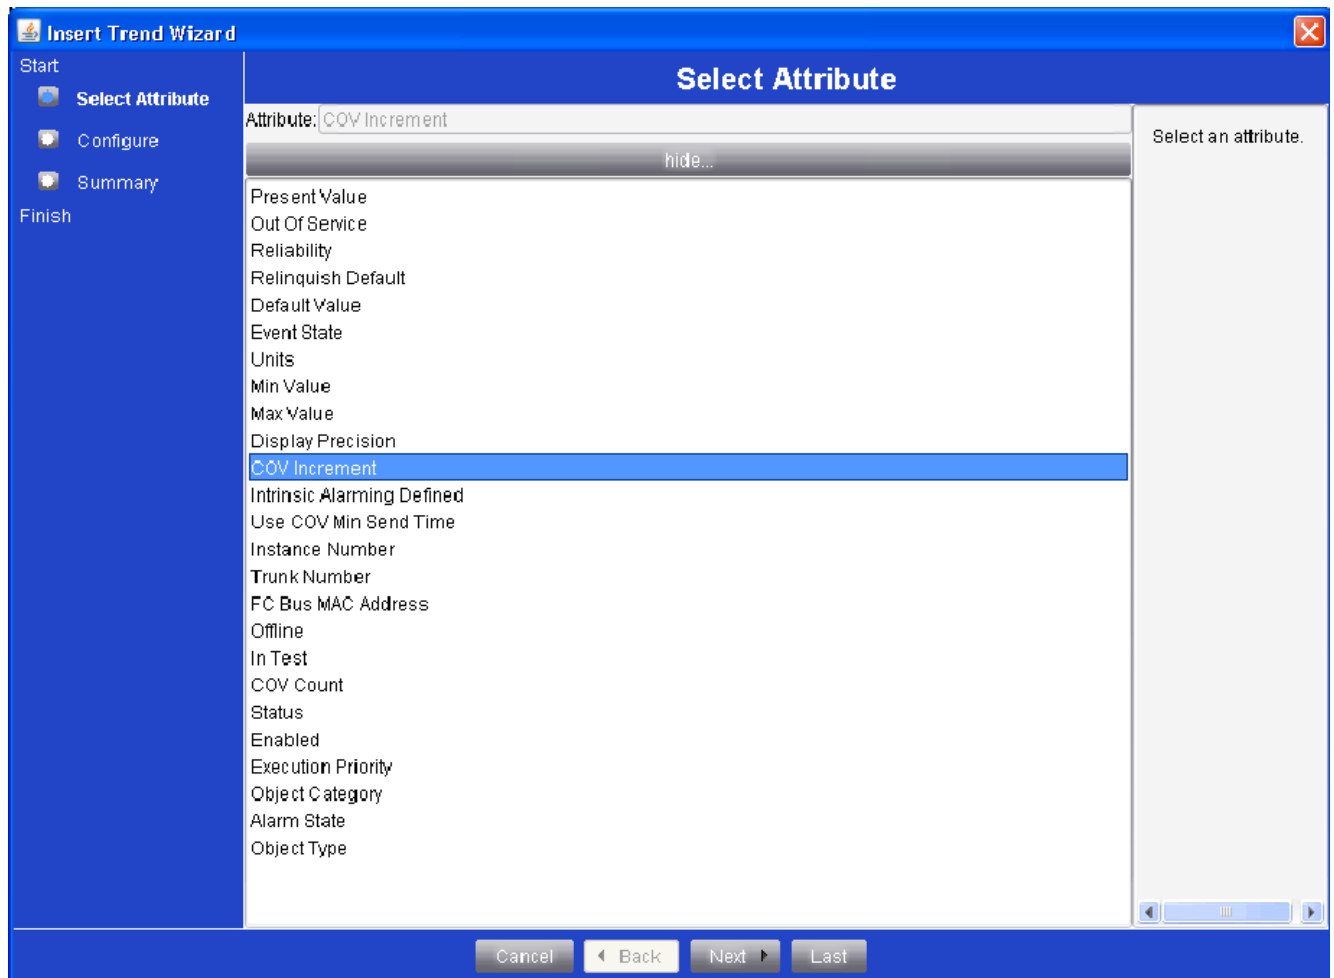 Insert Trend Wizard
Start
Select Attribute
Configure
Summary
Finish
Select Attribute
Attribute: COV Increment
hide...
Present Value
Out Of Service
Reliability
Relinquish Default
Default Value
Event State
Units
Min Value
Max Value
Display Precision
COV Increment
Intrinsic Alarming Defined
Use COV Min Send Time
Instance Number
Trunk Number
FC Bus MAC Address
Offline
In Test
COV Count
Status
Enabled
Execution Priority
Object Category
Alarm State
Object Type
Select an attribute.
Cancel Back Next Last